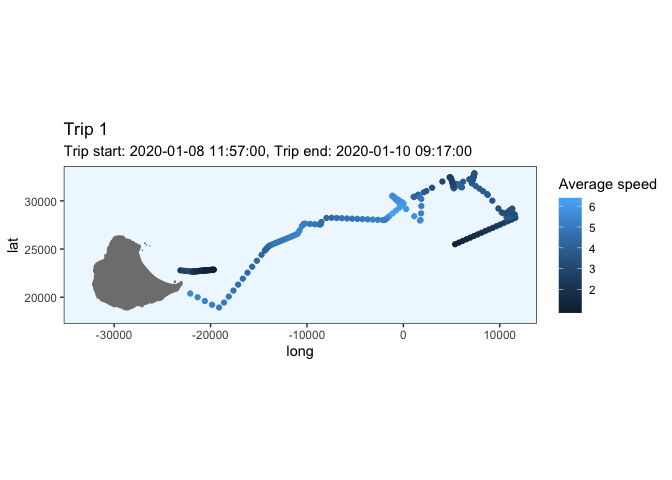 Trip 1
Trip start: 2020-01-08 11:57:00, Trip end: 2020-01-10 09:17:00
Average speed
6
5
4
3
2
30000
25000
20000
lat
-30000 -20000 -10000 0 10000
long